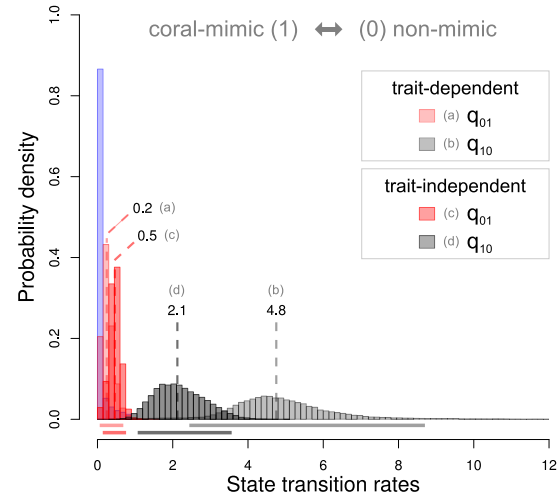 coral-mimic (1) ↔ (0) non-mimic
trait-dependent
(a) q01
(b) q10
trait-independent
(c) q01
(d) q10
0.2 (a)
0.5 (c)
(d)
2.1
(b)
4.8
Probability density
1.0
0.8
0.6
0.4
0.2
0.0
0 2 4 6 8 10 12
State transition rates